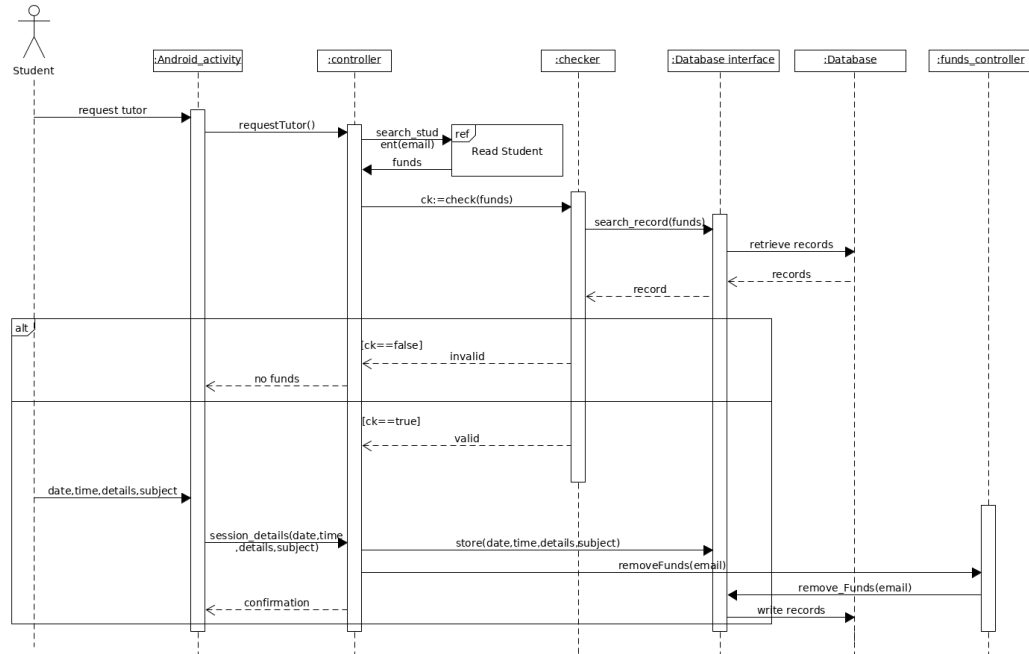 Student
:Android_activity
:controller
:checker
:Database interface
:Database
:funds_controller
request tutor
requestTutor()
search_stud
ent(email)
ref
Read Student
funds
ck:=check(funds)
search_record(funds)
retrieve records
records
record
alt
[ck==false]
invalid
no funds
[ck==true]
valid
date,time,details,subject
session_details(date,time
,details,subject)
store(date,time,details,subject)
removeFunds(email)
remove_Funds(email)
confirmation
write records